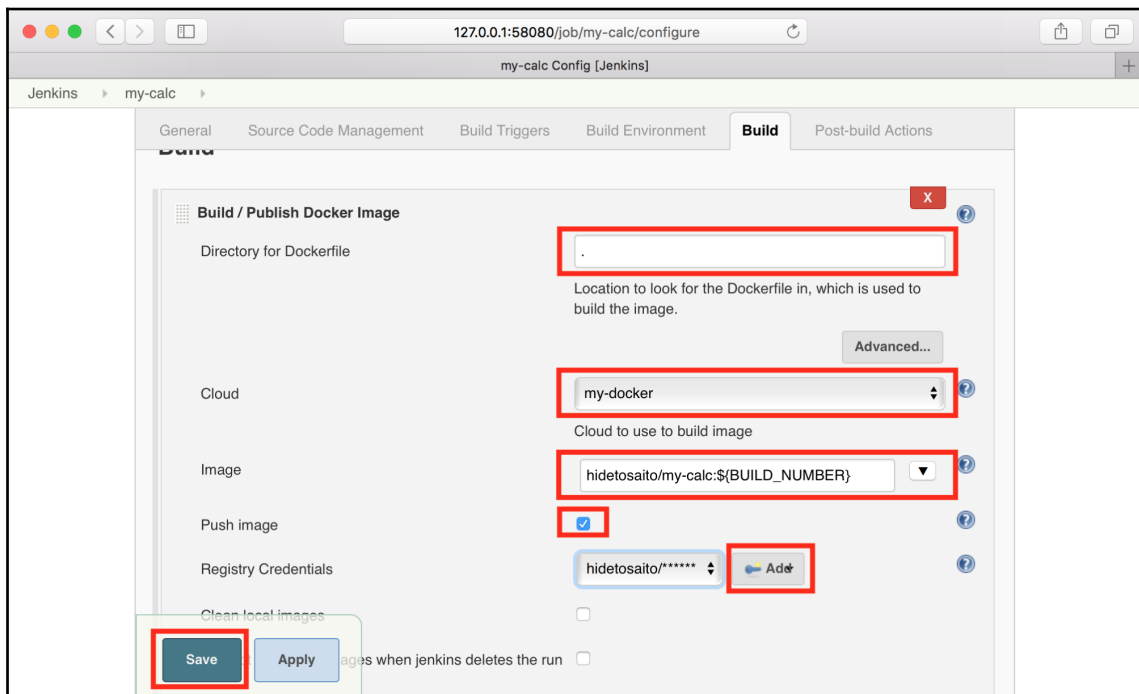 127.0.0.1:58080/job/my-calc/configure
my-calc Config [Jenkins]
Jenkins my-calc
General Source Code Management Build Triggers Build Environment Build Post-build Actions
Build
X
Build / Publish Docker Image
Directory for Dockerfile
.
Location to look for the Dockerfile in, which is used to
build the image.
Advanced...
Cloud
my-docker
Cloud to use to build image
Image
hidetosaito/my-calc:${BUILD_NUMBER}
Push image
Registry Credentials
hidetosaito/******
Add
Clean local images
Save
Apply
when jenkins deletes the run